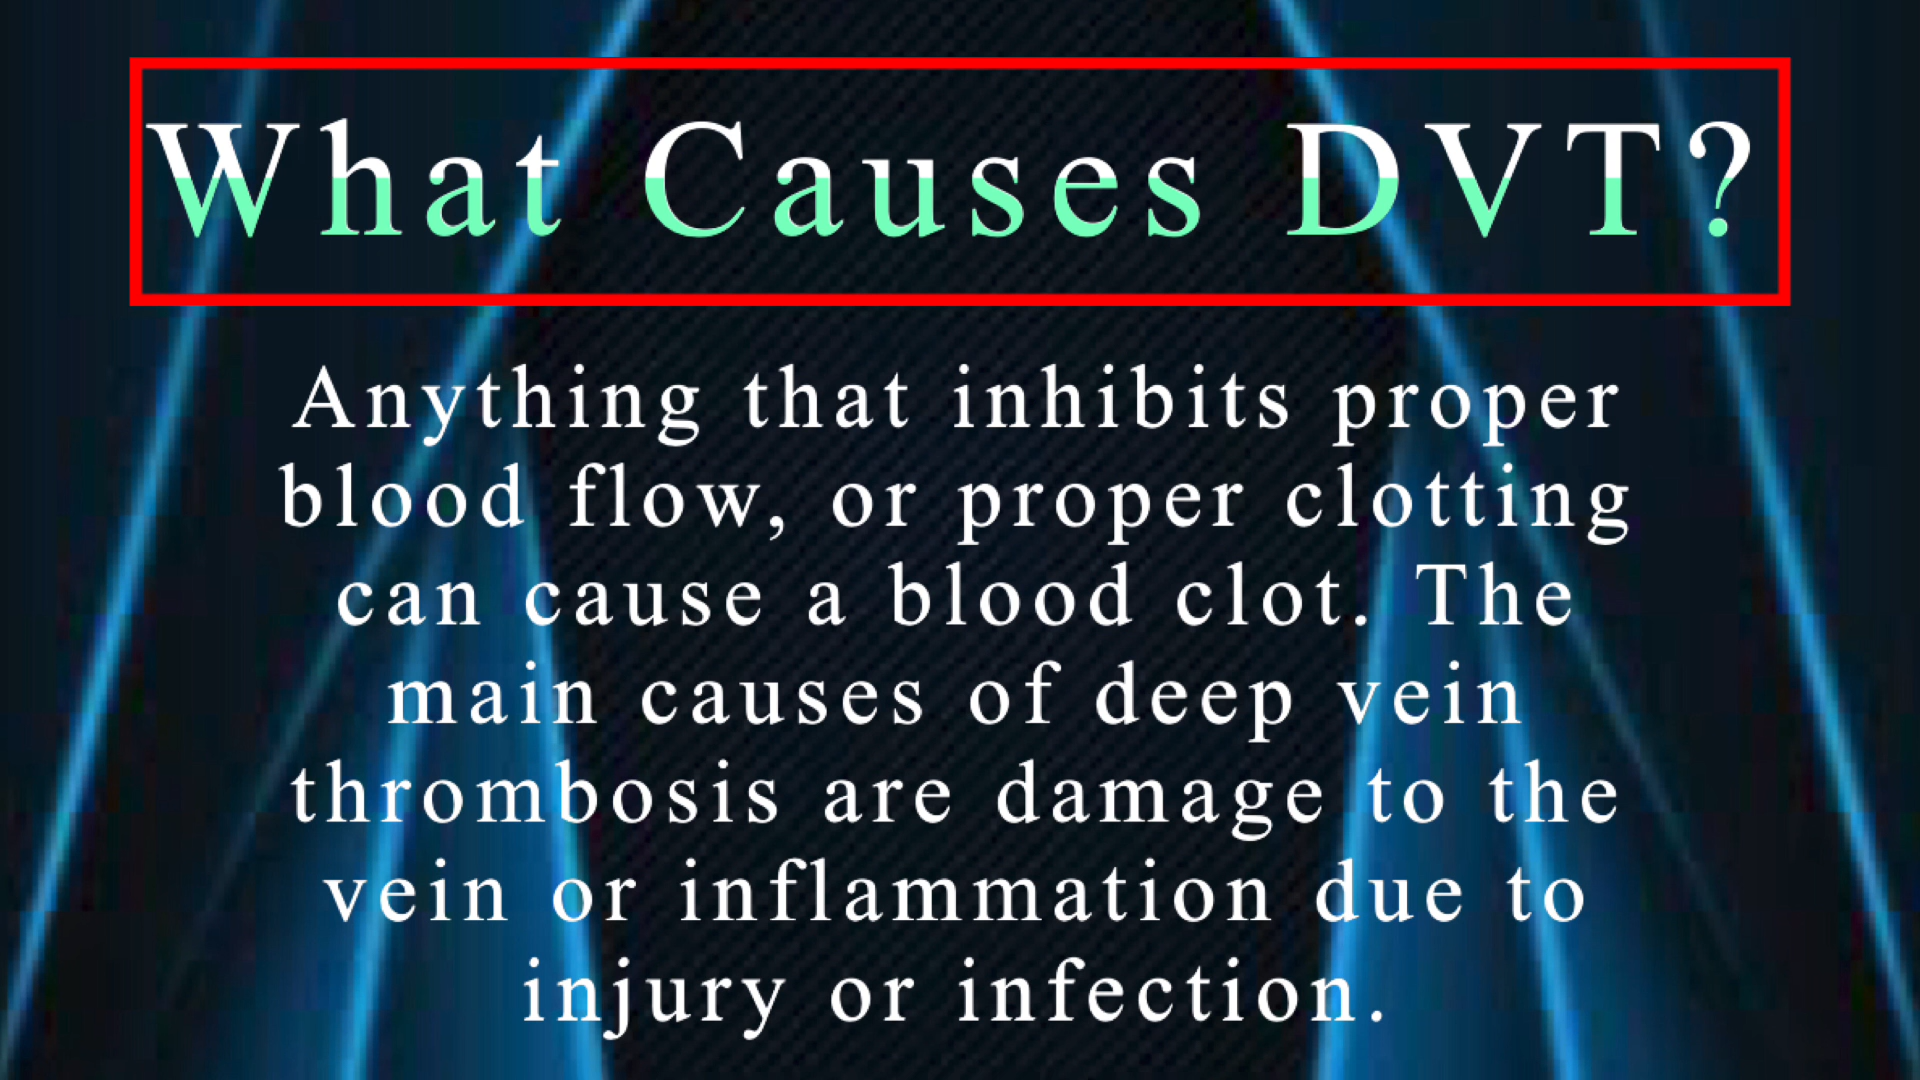 What Causes DVT?
Anything that inhibits proper
blood flow, or proper clotting
can cause a blood clot. The
main causes of deep vein
thrombosis are damage to the
vein or inflammation due to
injury or infection.